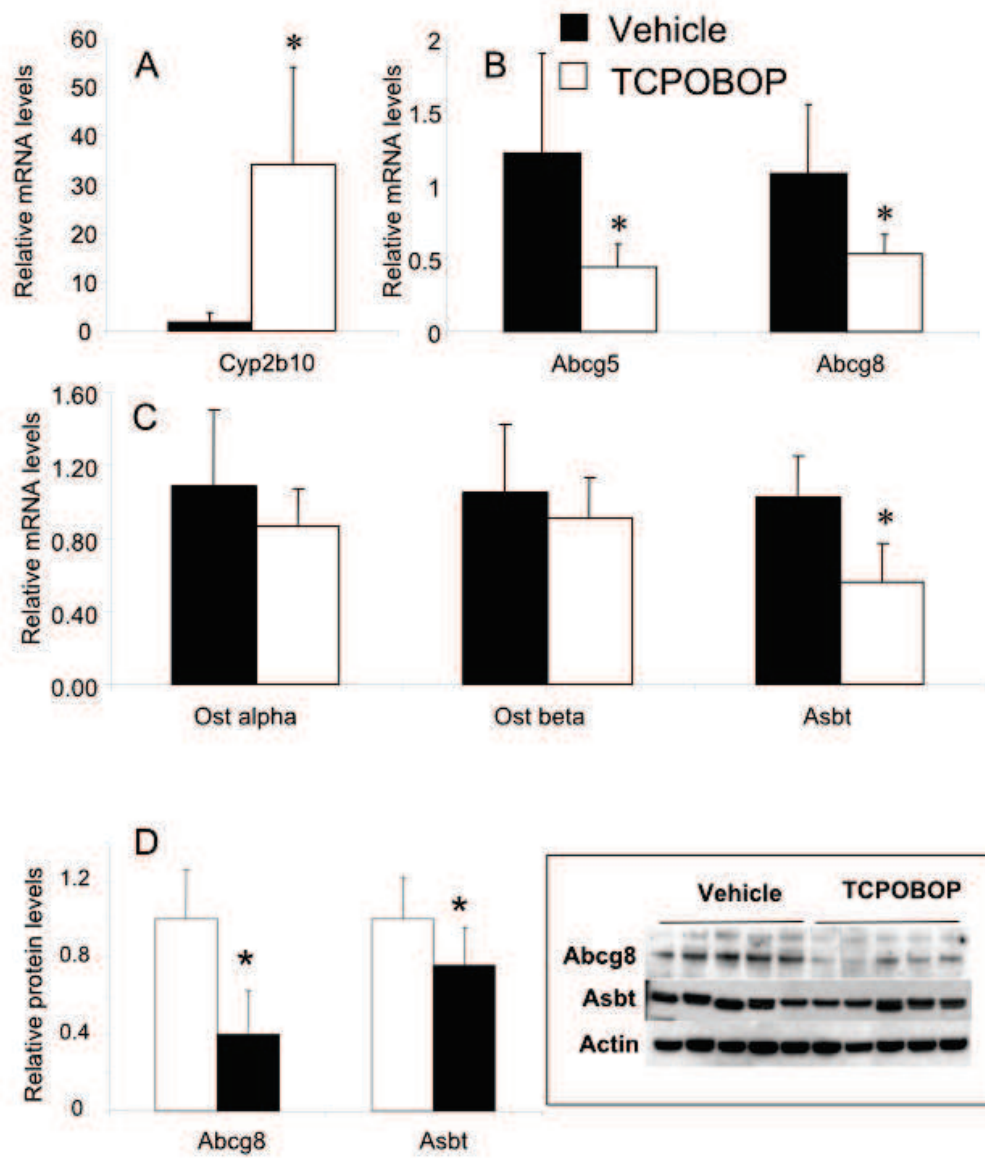 A
60
50
40
30
20
10
0
Relative mRNA levels
*
Cyp2b10
B
Vehicle
TCPOBOP
2
1.5
1
0.5
0
Relative mRNA levels
*
*
Abcg5
Abcg8
C
1.60
1.20
0.80
0.40
0.00
Relative mRNA levels
*
Ost alpha
Ost beta
Asbt
D
1.2
0.8
0.4
0
Relative protein levels
*
*
Abcg8
Asbt
Vehicle
TCPOBOP
Abcg8
Asbt
Actin